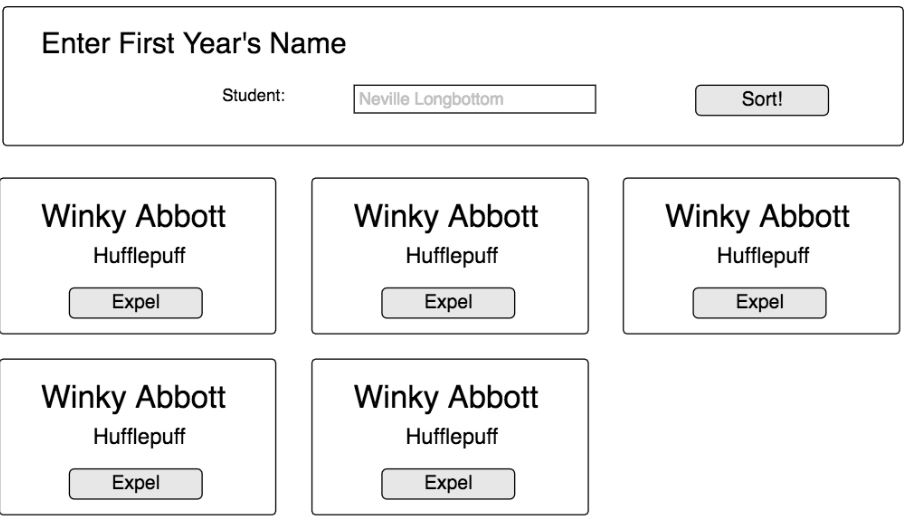 Enter First Year's Name
Student: Neville Longbottom Sort!
Winky Abbott Winky Abbott Winky Abbott
Hufflepuff Hufflepuff Hufflepuff
Expel Expel Expel
Winky Abbott Winky Abbott
Hufflepuff Hufflepuff
Expel Expel